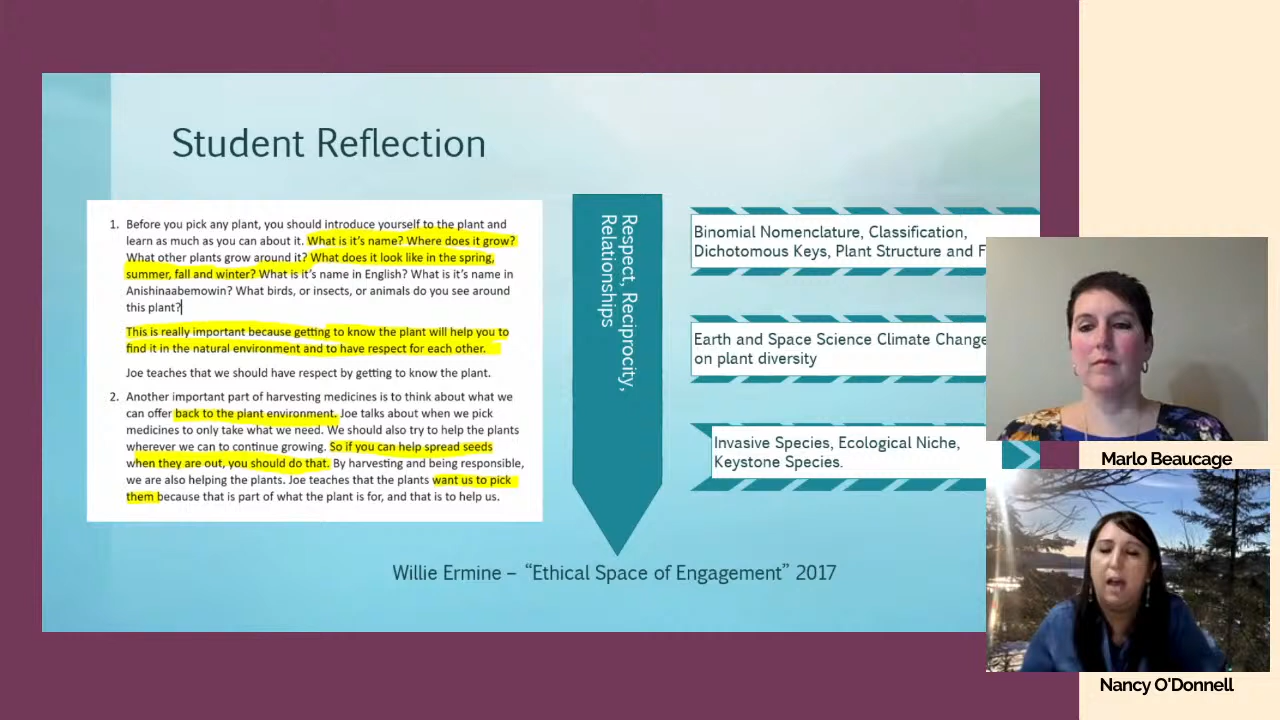 Student Reflection
1. Before you pick any plant, you should introduce yourself to the plant and
learn as much as you can about it. What is it's name? Where does it grow?
What other plants grow around it? What does it look like in the spring,
summer, fall and winter? What is it's name in English? What is it's name in
Anishinaabemowin? What birds, or insects, or animals do you see around
this plant?
This is really important because getting to know the plant will help you to
find it in the natural environment and to have respect for each other.
Joe teaches that we should have respect by getting to know the plant.
2. Another important part of harvesting medicines is to think about what we
can offer back to the plant environment. Joe talks about when we pick
medicines to only take what we need. We should also try to help the plants
wherever we can to continue growing. So if you can help spread seeds
when they are out, you should do that. By harvesting and being responsible,
we are also helping the plants. Joe teaches that the plants want us to pick
them because that is part of what the plant is for, and that is to help us.
Respect, Reciprocity,
Relationships
Binomial Nomenclature, Classification,
Dichotomous Keys, Plant Structure and F
Earth and Space Science Climate Change
on plant diversity
Invasive Species, Ecological Niche,
Keystone Species.
Willie Ermine – “Ethical Space of Engagement” 2017
Marlo Beaucage
Nancy O'Donnell